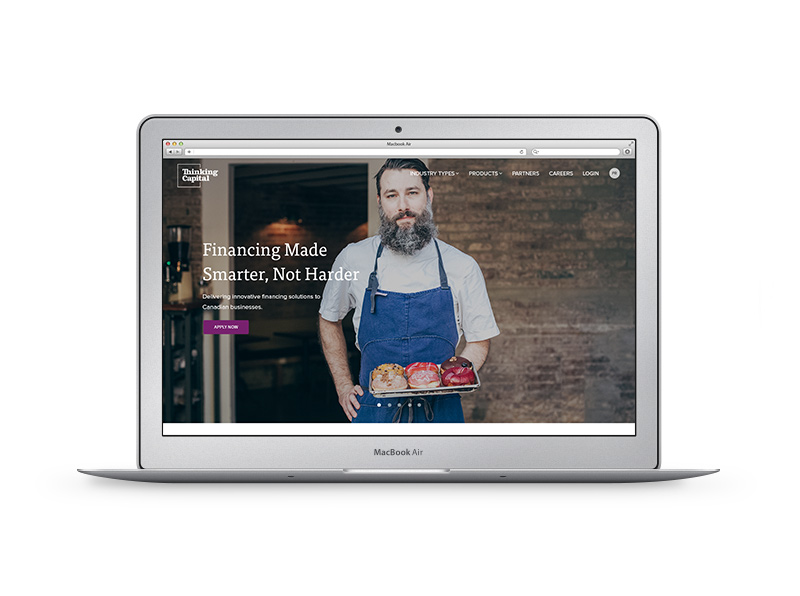 Macbook Air
Thinking
Capital
INDUSTRY TYPES PRODUCTS PARTNERS CAREERS LOGIN FR
Financing Made
Smarter, Not Harder
Delivering innovative financing solutions to
Canadian businesses.
APPLY NOW
MacBook Air